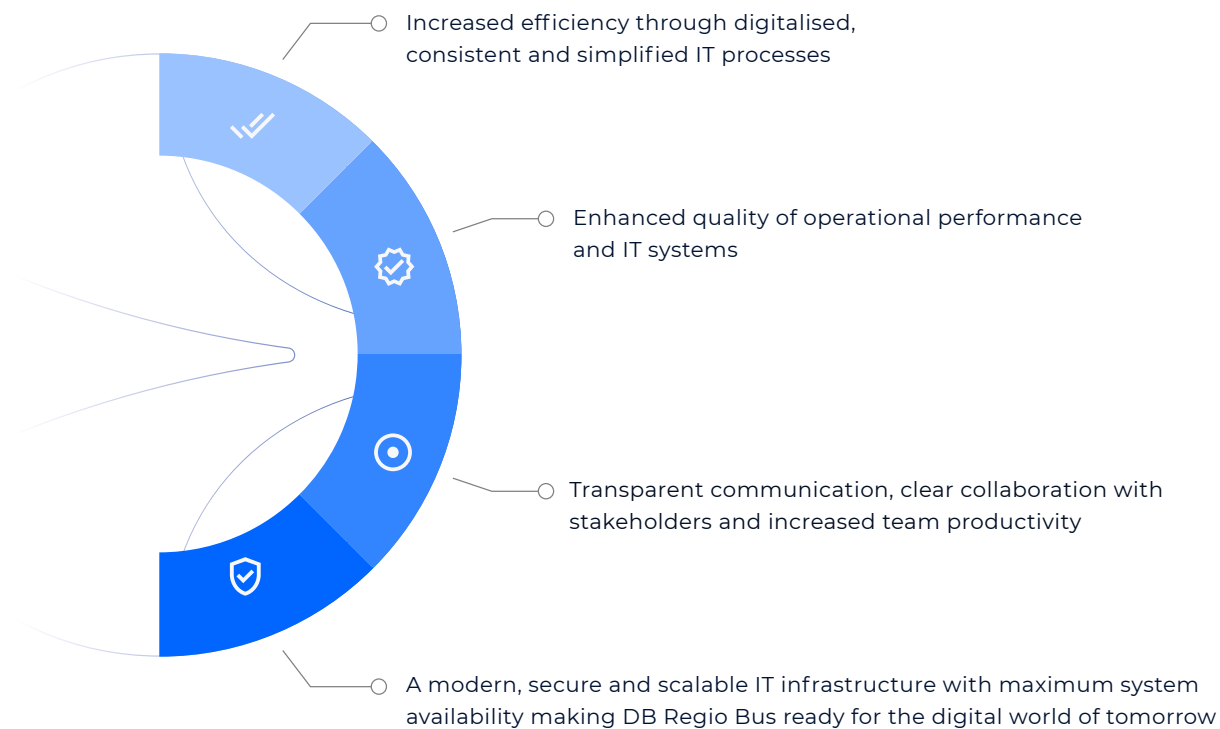 Increased efficiency through digitalised,
consistent and simplified IT processes
Enhanced quality of operational performance
and IT systems
Transparent communication, clear collaboration with
stakeholders and increased team productivity
A modern, secure and scalable IT infrastructure with maximum system
availability making DB Regio Bus ready for the digital world of tomorrow